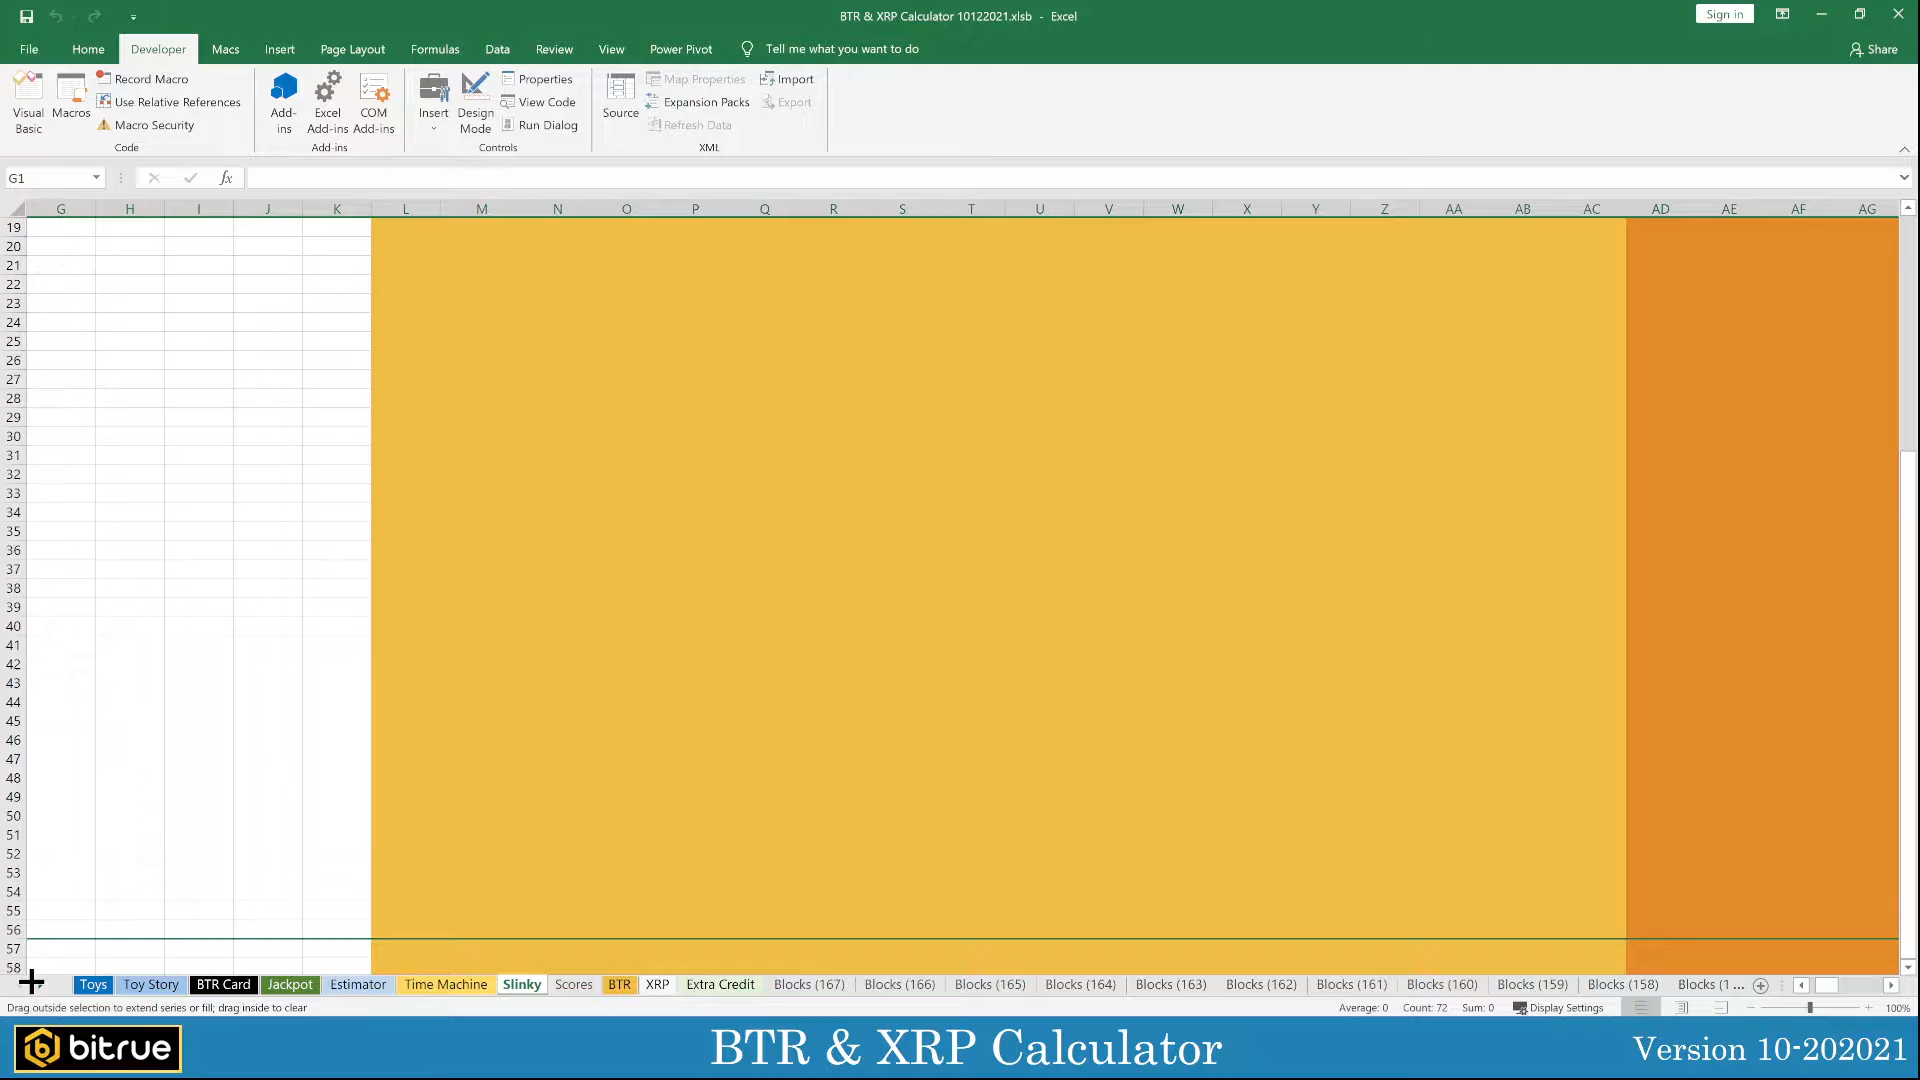 BTR & XRP Calculator 10122021.xlsb - Excel
Sign in
File Home Developer Macs Insert Page Layout Formulas Data Review View Power Pivot Tell me what you want to do Share
Visual Basic
Macros
Record Macro
Use Relative References
Macro Security
Code
Add-ins
Excel Add-ins
COM Add-ins
Add-ins
Insert
Design Mode
Properties
View Code
Run Dialog
Controls
Source
Map Properties
Expansion Packs
Refresh Data
Import
Export
XML
G1
fx
G H I J K L M N O P Q R S T U V W X Y Z AA AB AC AD AE AF AG
19
20
21
22
23
24
25
26
27
28
29
30
31
32
33
34
35
36
37
38
39
40
41
42
43
44
45
46
47
48
49
50
51
52
53
54
55
56
57
58
Toys Toy Story BTR Card Jackpot Estimator Time Machine Slinky Scores BTR XRP Extra Credit Blocks (167) Blocks (166) Blocks (165) Blocks (164) Blocks (163) Blocks (162) Blocks (161) Blocks (160) Blocks (159) Blocks (158) Blocks (1 ...
Drag outside selection to extend series or fill; drag inside to clear
Average: 0 Count: 72 Sum: 0 Display Settings 100%
bitrue
BTR & XRP Calculator
Version 10-202021